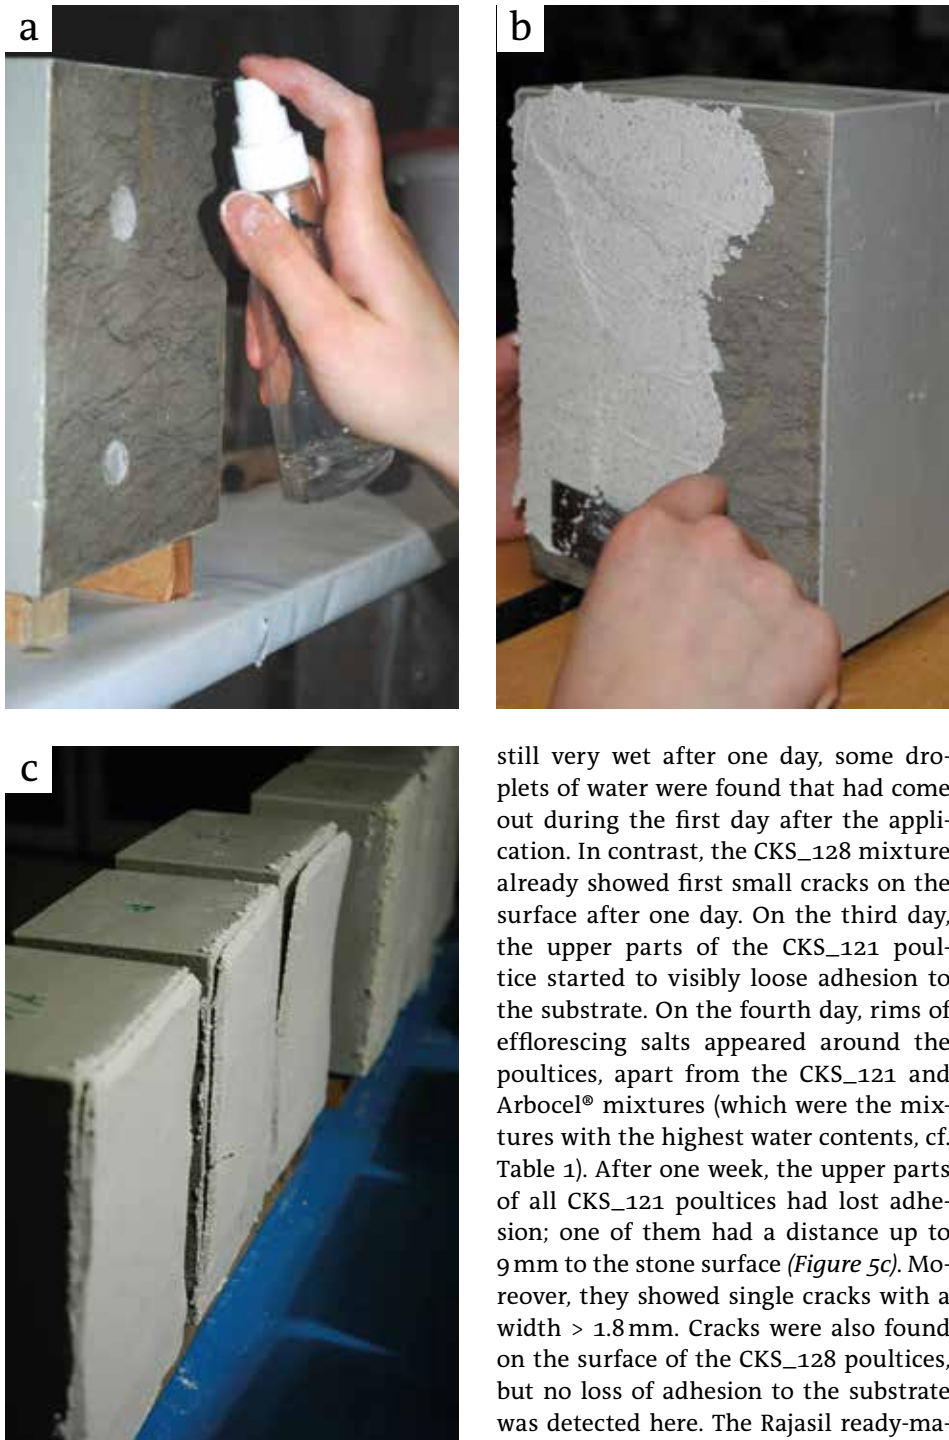 a
b
c
still very wet after one day, some dro-
plets of water were found that had come
out during the first day after the appli-
cation. In contrast, the CKS_128 mixture
already showed first small cracks on the
surface after one day. On the third day,
the upper parts of the CKS_121 poul-
tice started to visibly loose adhesion to
the substrate. On the fourth day, rims of
efflorescing salts appeared around the
poultices, apart from the CKS_121 and
Arbocel® mixtures (which were the mix-
tures with the highest water contents, cf.
Table 1). After one week, the upper parts
of all CKS_121 poultices had lost adhe-
sion; one of them had a distance up to
9 mm to the stone surface (Figure 5c). Mo-
reover, they showed single cracks with a
width > 1.8 mm. Cracks were also found
on the surface of the CKS_128 poultices,
but no loss of adhesion to the substrate
was detected here. The Rajasil ready-ma-